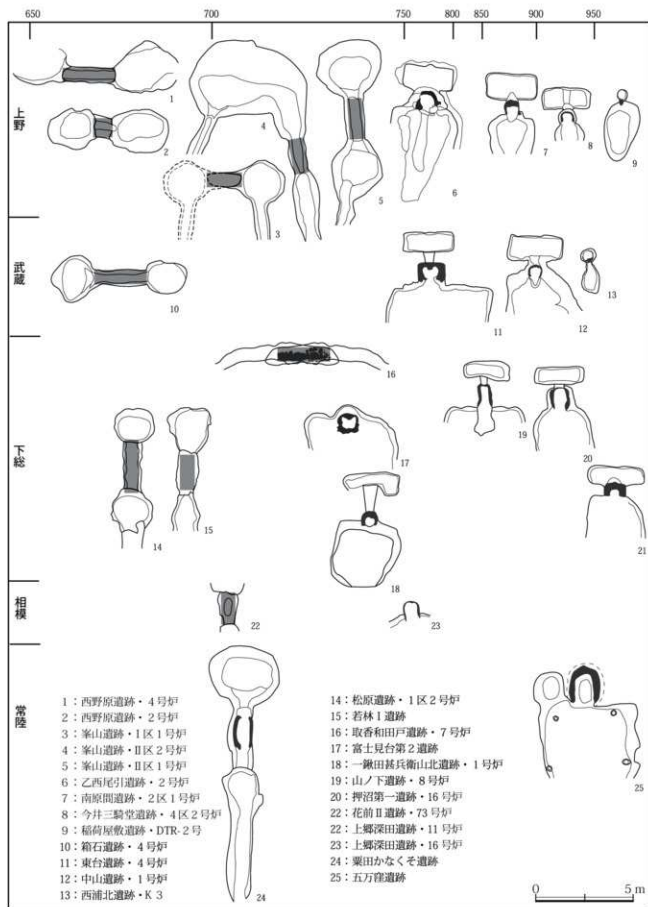 650 700 750 800 850 900 950
上野
1
2
3
4
5
6
7
8
9
武蔵
10
11
12
13
下総
14
15
16
17
18
19
20
21
相模
22
23
常陸
24
25
1：西野原遺跡・4号炉
2：西野原遺跡・2号炉
3：峯山遺跡・Ⅰ区1号炉
4：峯山遺跡・Ⅱ区2号炉
5：峯山遺跡・Ⅱ区1号炉
6：乙西尾引遺跡・2号炉
7：南原間遺跡・2区1号炉
8：今井三騎堂遺跡・4区2号炉
9：稲荷屋敷遺跡・DTR-2号
10：箱石遺跡・4号炉
11：東台遺跡・4号炉
12：中山遺跡・1号炉
13：西浦北遺跡・K 3
14：松原遺跡・1区2号炉
15：若林Ⅰ遺跡
16：取香和田戸遺跡・7号炉
17：富士見台第2遺跡
18：一鍬田甚兵衛山北遺跡・1号炉
19：山ノ下遺跡・8号炉
20：押沼第一遺跡・16号炉
22：花前Ⅱ遺跡・73号炉
22：上郷深田遺跡・11号炉
23：上郷深田遺跡・16号炉
24：粟田かなくそ遺跡
25：五万窪遺跡
0 5 m